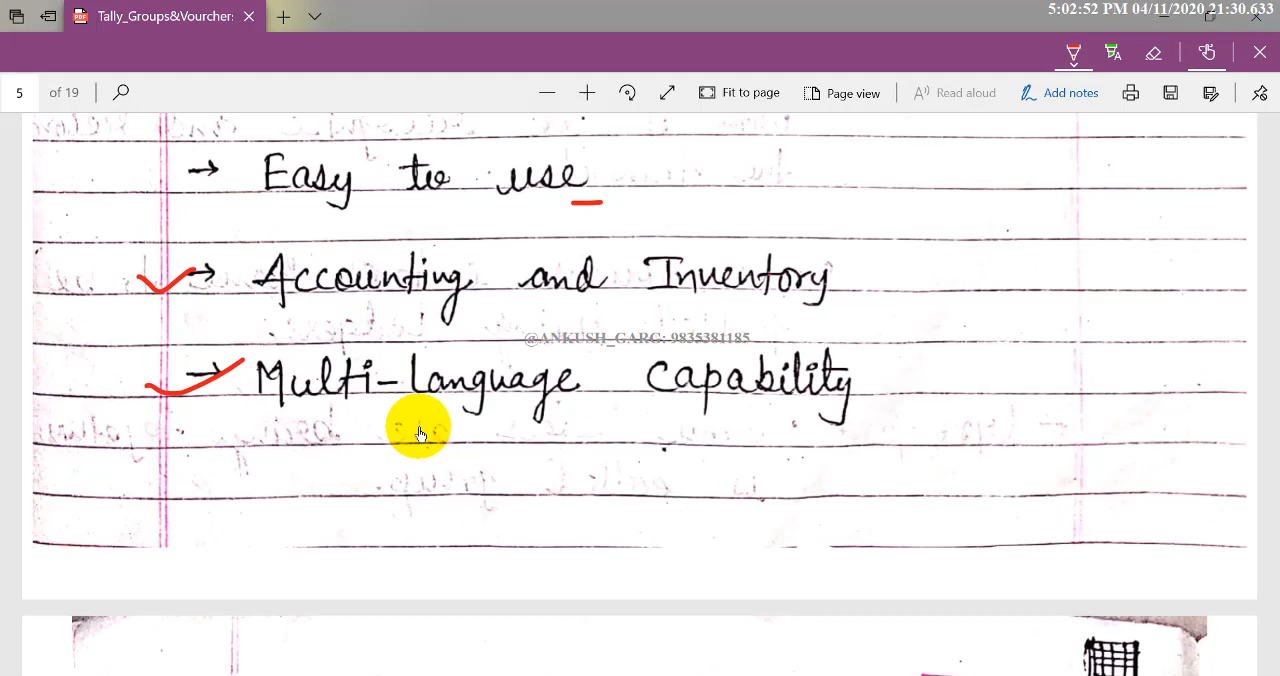 Tally_Groups&Vourchers
5:02:52 PM 04/11/2020 21:30.633
5 of 19
Fit to page
Page view
Read aloud
Add notes
→ Easy to use
→ Accounting and Inventory
@ANKUSH_GARG: 9835381185
→ Multi-language Capability